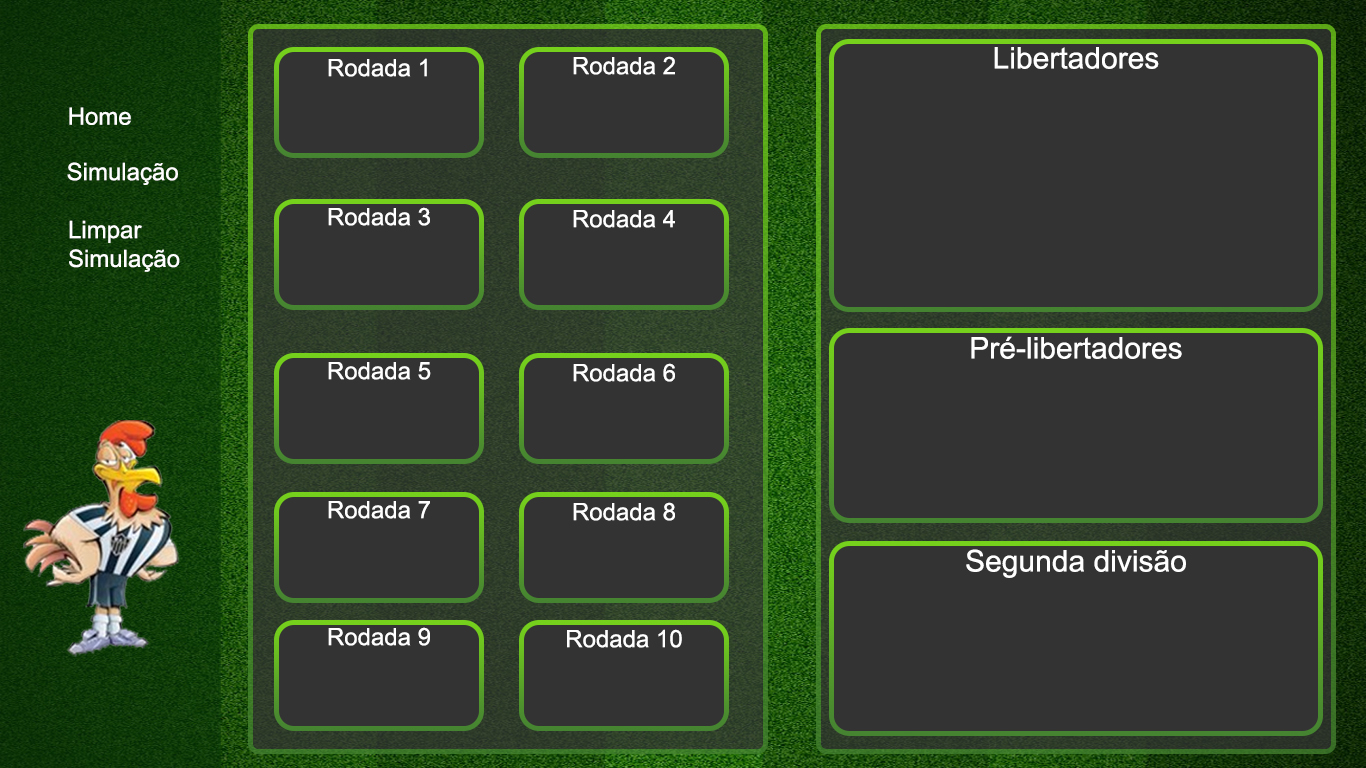 Home
Simulação
Limpar
Simulação
Rodada 1
Rodada 2
Rodada 3
Rodada 4
Rodada 5
Rodada 6
Rodada 7
Rodada 8
Rodada 9
Rodada 10
Libertadores
Pré-libertadores
Segunda divisão